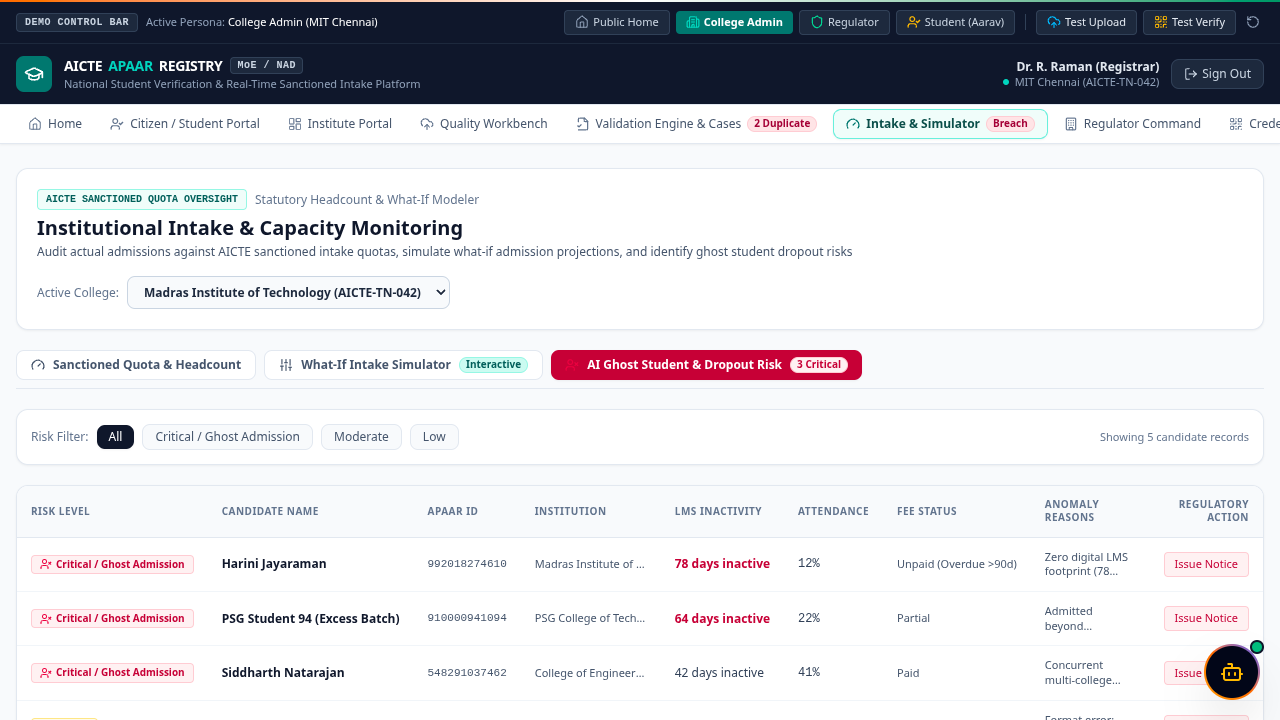 DEMO CONTROL BAR Active Persona: College Admin (MIT Chennai) Public Home College Admin Regulator Student (Aarav) Test Upload Test Verify
AICTE APAAR REGISTRY MoE / NAD
National Student Verification & Real-Time Sanctioned Intake Platform
Dr. R. Raman (Registrar)
MIT Chennai (AICTE-TN-042)
Sign Out
Home Citizen / Student Portal Institute Portal Quality Workbench Validation Engine & Cases 2 Duplicate Intake & Simulator Breach Regulator Command Crede
AICTE SANCTIONED QUOTA OVERSIGHT Statutory Headcount & What-If Modeler
Institutional Intake & Capacity Monitoring
Audit actual admissions against AICTE sanctioned intake quotas, simulate what-if admission projections, and identify ghost student dropout risks
Active College: Madras Institute of Technology (AICTE-TN-042)
Sanctioned Quota & Headcount What-If Intake Simulator Interactive AI Ghost Student & Dropout Risk 3 Critical
Risk Filter: All Critical / Ghost Admission Moderate Low Showing 5 candidate records
RISK LEVEL CANDIDATE NAME APAAR ID INSTITUTION LMS INACTIVITY ATTENDANCE FEE STATUS ANOMALY REASONS REGULATORY ACTION
Critical / Ghost Admission Harini Jayaraman 992018274610 Madras Institute of ... 78 days inactive 12% Unpaid (Overdue >90d) Zero digital LMS footprint (78... Issue Notice
Critical / Ghost Admission PSG Student 94 (Excess Batch) 910000941094 PSG College of Tech... 64 days inactive 22% Partial Admitted beyond... Issue Notice
Critical / Ghost Admission Siddharth Natarajan 548291037462 College of Engineer... 42 days inactive 41% Paid Concurrent multi-college... Issue